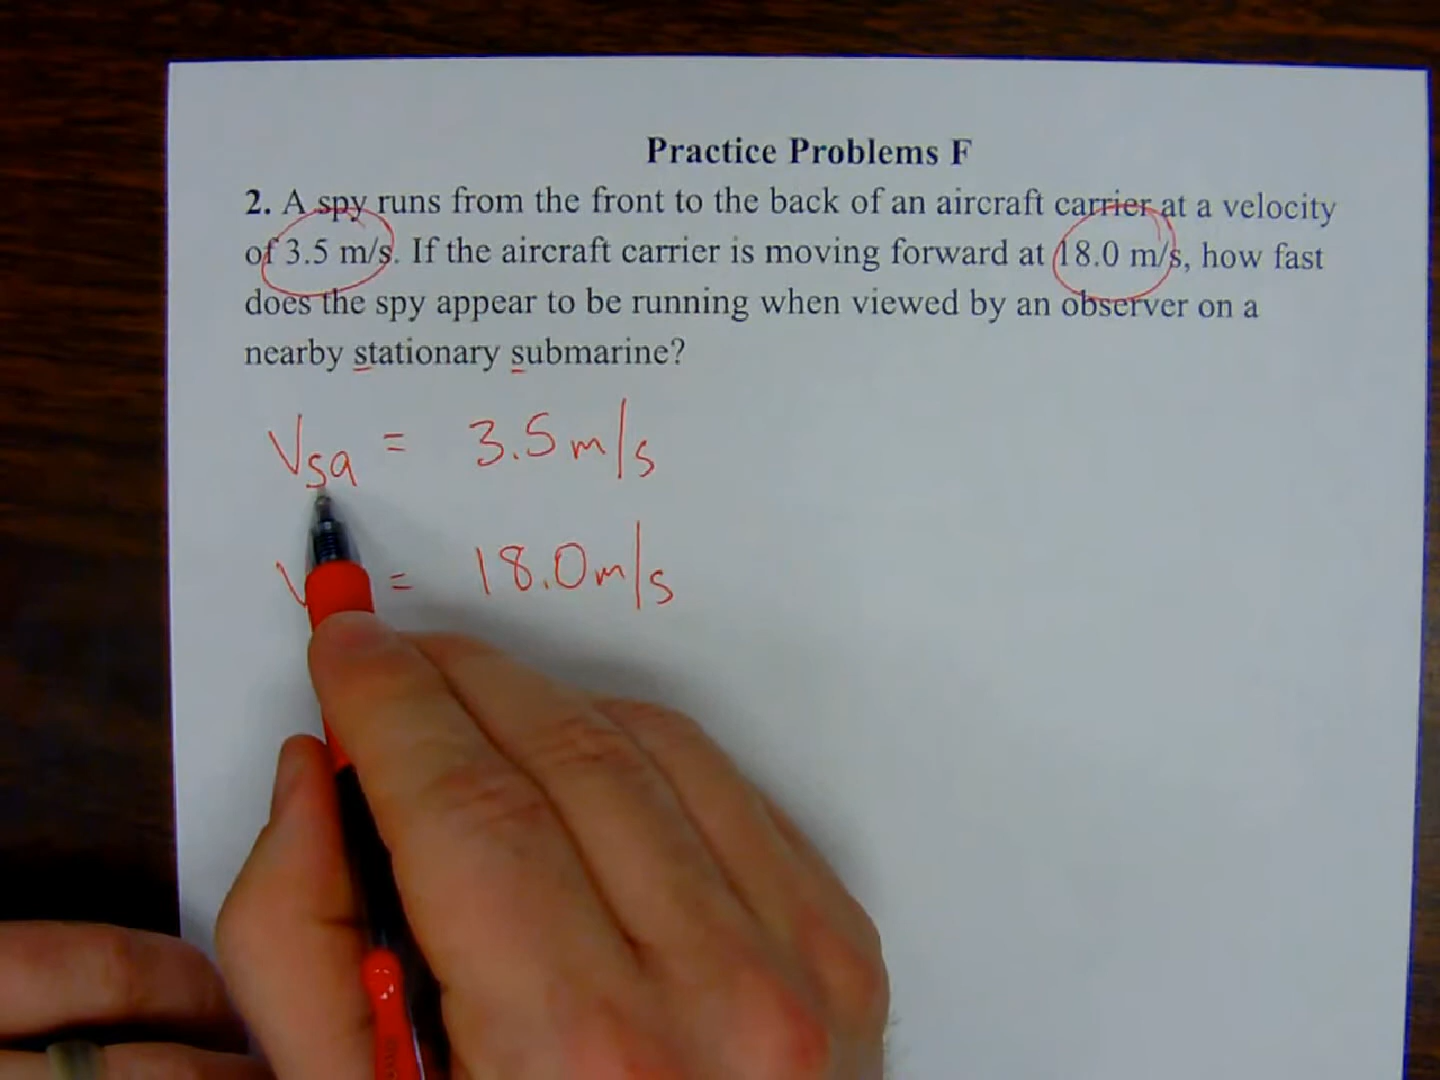 Practice Problems F
2. A spy runs from the front to the back of an aircraft carrier at a velocity
of 3.5 m/s. If the aircraft carrier is moving forward at 18.0 m/s, how fast
does the spy appear to be running when viewed by an observer on a
nearby stationary submarine?
Vsa = 3.5 m/s
V = 18.0 m/s